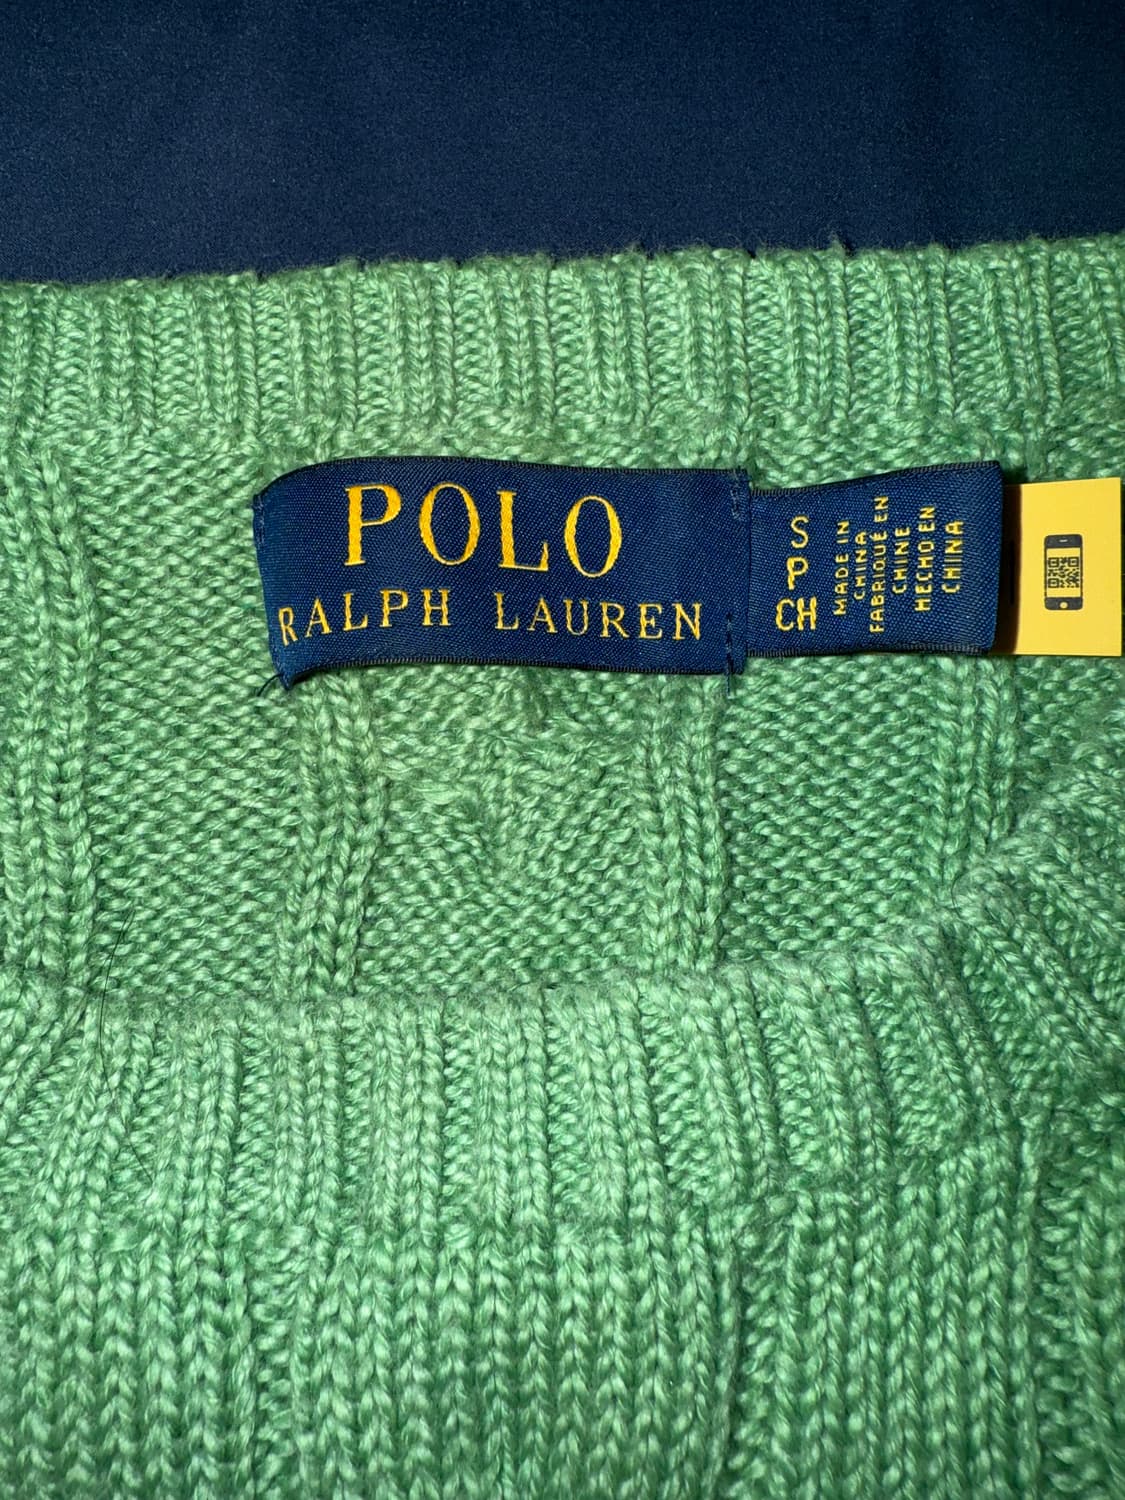 POLO
RALPH LAUREN
S
P
CH
MADE IN
CHINA
FABRIQUÉ EN
CHINE
HECHO EN
CHINA